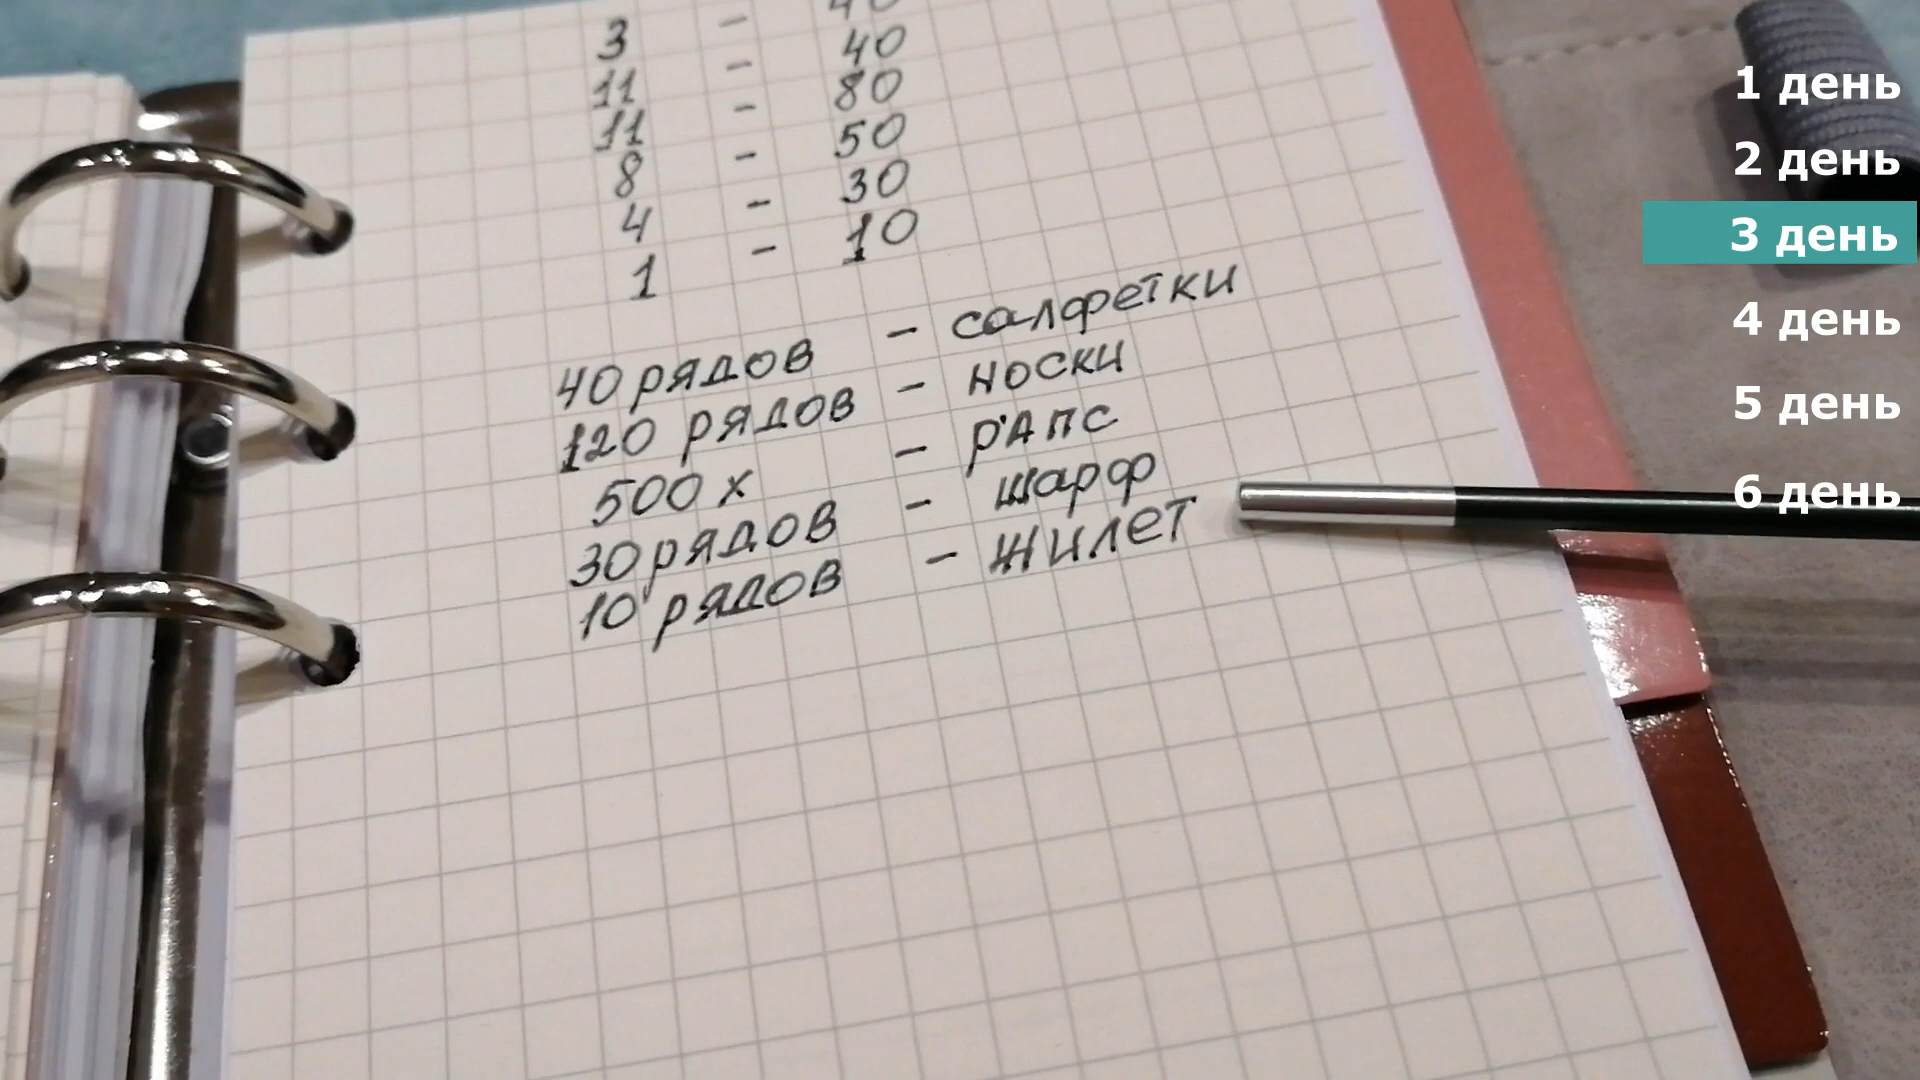 3 - 40
11 - 40
11 - 80
8 - 50
4 - 30
1 - 10
40 рядов - салфетки
120 рядов - носки
500 х - рапс
30 рядов - шарф
10 рядов - жилет
1 день
2 день
3 день
4 день
5 день
6 день